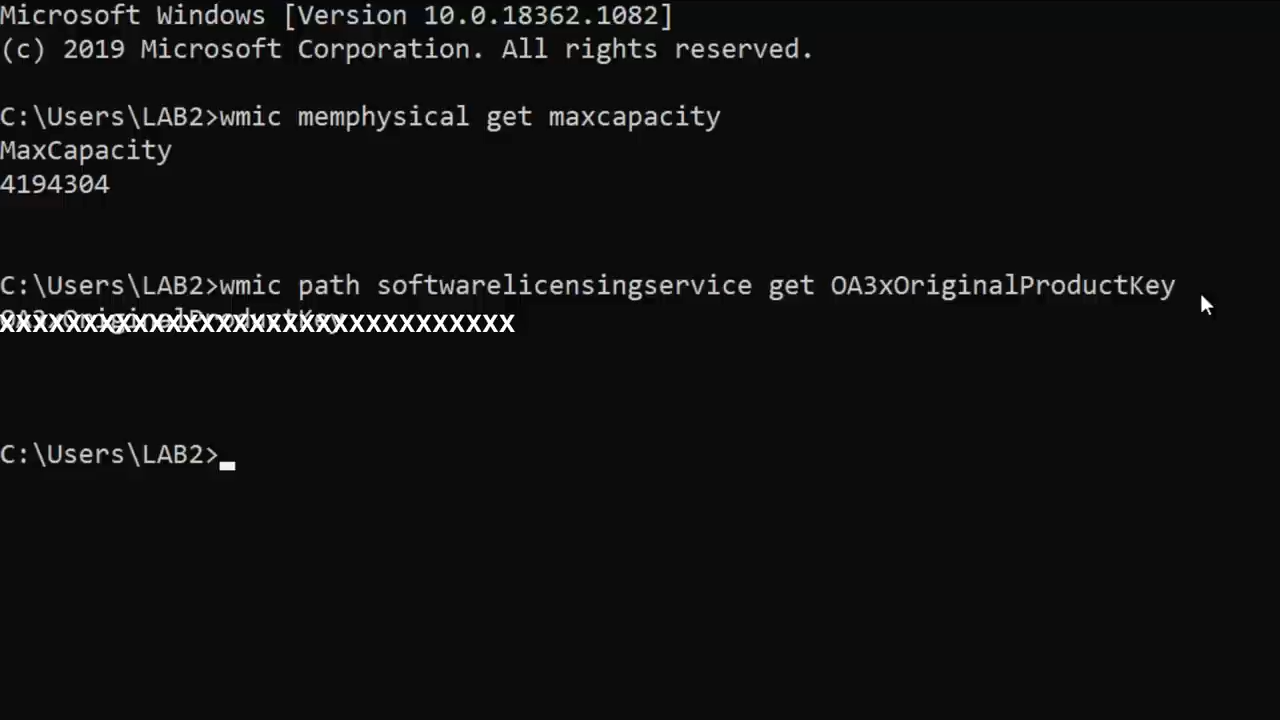 Microsoft Windows [Version 10.0.18362.1082]
(c) 2019 Microsoft Corporation. All rights reserved.
C:\Users\LAB2>wmic memphysical get maxcapacity
MaxCapacity
4194304
C:\Users\LAB2>wmic path softwarelicensingservice get OA3xOriginalProductKey
OA3xOriginalProductKey
C:\Users\LAB2>